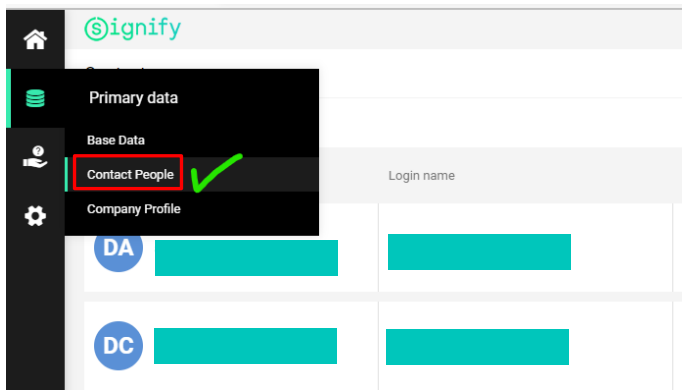 Signify
Primary data
Base Data
Contact People
Company Profile
Login name
DA
DC